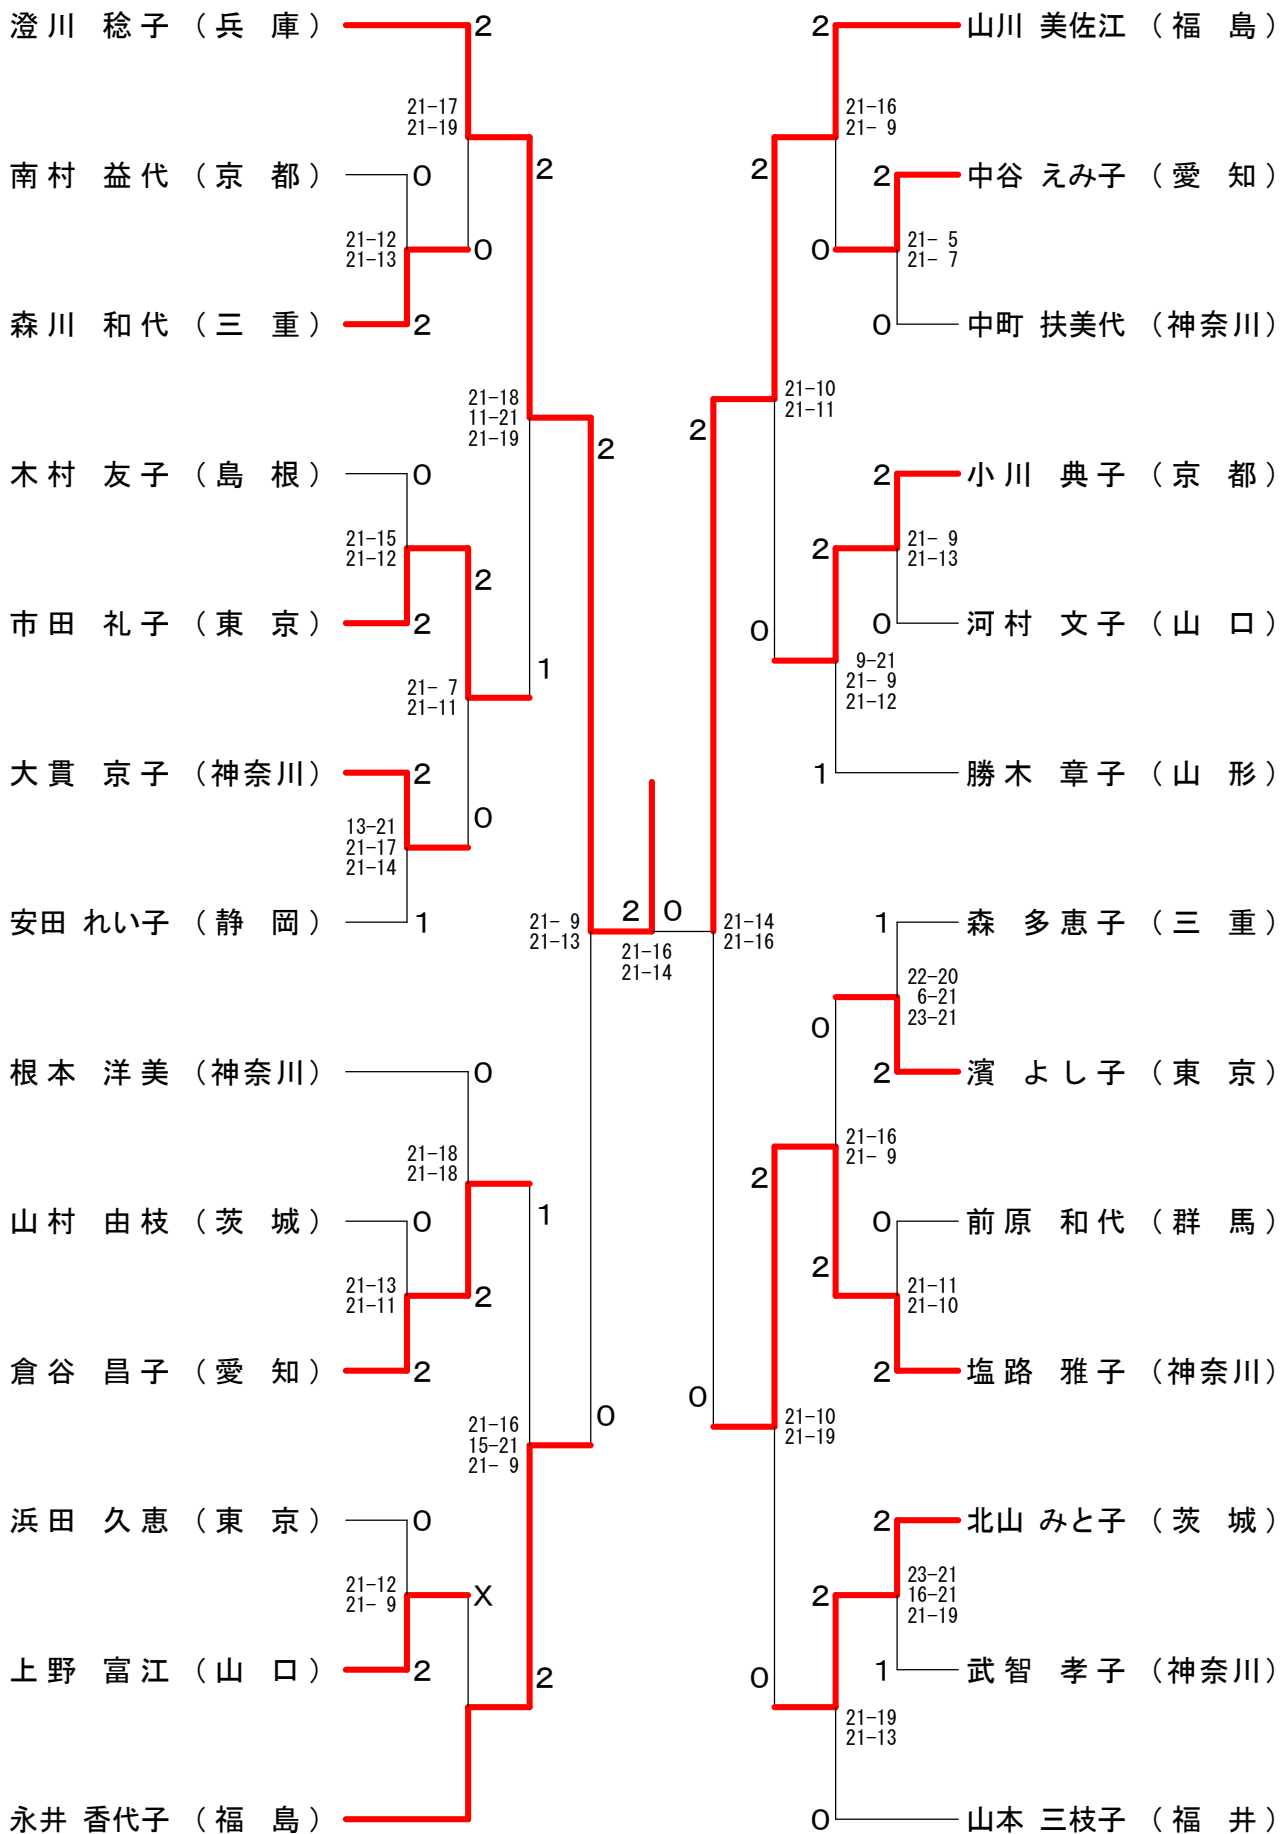 澄川 稔子 （兵 庫） 2
21-17
21-19
南村 益代 （京 都） 0
2
21-12
21-13
0
森川 和代 （三 重） 2
21-18
11-21
21-19
2
木村 友子 （島 根） 0
21-15
21-12
2
市田 礼子 （東 京） 2
1
21- 7
21-11
大貫 京子 （神奈川） 2
13-21
21-17
21-14
0
安田 れい子 （静 岡） 1
21- 9
21-13
根本 洋美 （神奈川） 0
21-18
21-18
山村 由枝 （茨 城） 0
1
21-13
21-11
2
倉谷 昌子 （愛 知） 2
21-16
15-21
21- 9
0
浜田 久恵 （東 京） 0
21-12
21- 9
X
上野 富江 （山 口） 2
2
永井 香代子 （福 島）
2 0
21-16
21-14
2 山川 美佐江 （福 島）
21-16
21- 9
2
2 中谷 えみ子 （愛 知）
0
21- 5
21- 7
0 中町 扶美代 （神奈川）
21-10
21-11
2
2 小川 典子 （京 都）
2
21- 9
21-13
0 河村 文子 （山 口）
0
9-21
21- 9
21-12
1 勝木 章子 （山 形）
21-14
21-16
1 森 多恵子 （三 重）
22-20
6-21
23-21
0
2 濱 よし子 （東 京）
21-16
21- 9
2
0 前原 和代 （群 馬）
2
21-11
21-10
2 塩路 雅子 （神奈川）
0
21-10
21-19
2 北山 みと子 （茨 城）
2
23-21
16-21
21-19
1 武智 孝子 （神奈川）
0
21-19
21-13
0 山本 三枝子 （福 井）